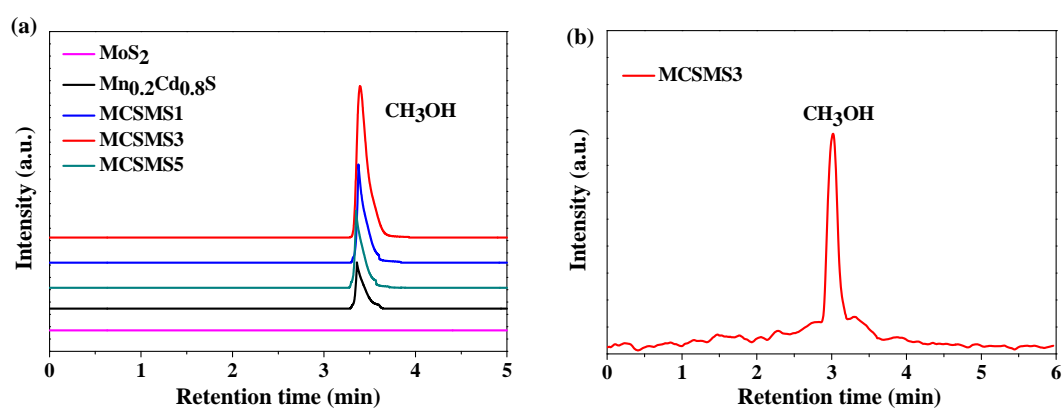 (a)
MoS2
Mn0.2Cd0.8S
MCSMS1
MCSMS3
MCSMS5
CH3OH
Intensity (a.u.)
0 1 2 3 4 5
Retention time (min)
(b)
MCSMS3
CH3OH
Intensity (a.u.)
0 1 2 3 4 5 6
Retention time (min)